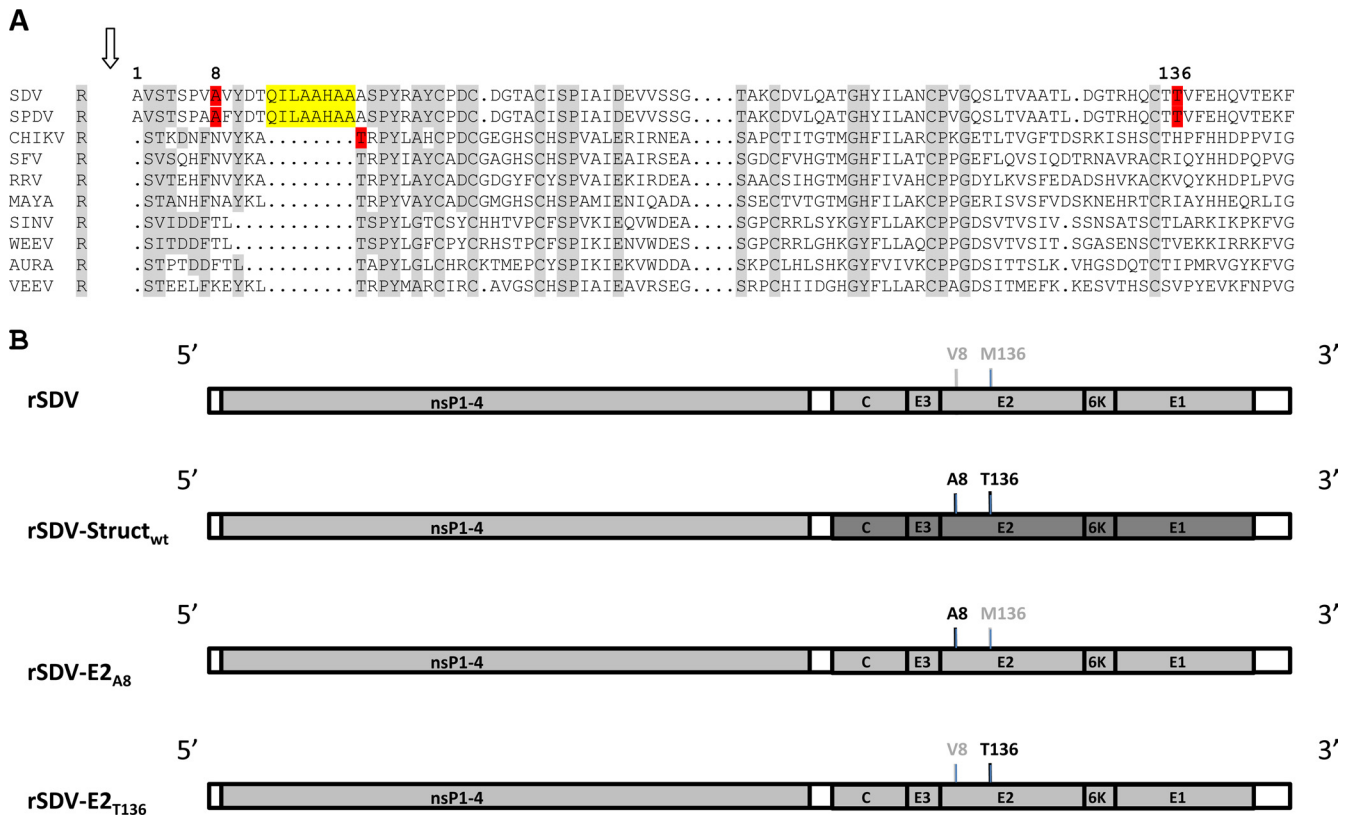 A
1 8 136
SDV R AVSTSPVAVYDTQILAAHAAASPYRAYCPDC.DGTACIPIAIDEVVSSG....TAKCDVLQATGHYILANCPVGQSLTVAATL.DGTRHQCTTVFEHQVTEKF
SPDV R AVSTSPAAFYDTQILAAHAAASPYRAYCPDC.DGTACISPIAIDEVVSSG....TAKCDVLQATGHYILANCPVGQSLTVAATL.DGTRHQCTTVFEHQVTEKF
CHIKV R .STKDNFNVYKA........TRPYLAHCPDCGEGHSCHSPVALERIRNEA....APCTITGTMGHFILARCPKGETLTVGFTDSRKISHSCTHPFHHDPPVIG
SFV R .SVSQHFNVYKA........TRPYIAYCADCGAGHSCHSPVAIEAIRSEA....SGDCFVHGTMGHFILATCPPGEFLQVSIQDTRNAVRACRIQYHHDPQPVG
RRV R .SVTEHFNVYKA........TRPYLAYCADCGDGYFCYSPVAIEKIRDEA....SAACSIHGTMGHFIVAHCPPGDYLKVSFEDADSHVKACKVQYKHDPLPVG
MAYA R .STANHFNAYKL........TRPYVAYCADCGMGHSCHSPAMIENIQADA....SSECTVTGTMGHFILAKCPPGERISVSFVDSKNEHRTCRIAYHHEQRLIG
SINV R .SVIDDFTL...........TSPYLGTCSYCHHTVPCFSPVKIEQVWDEA....SGPCRRLSYKGYFLLAKCPPGDSVTVSIV.SSNSATSCTLARKIKPKFVG
WEEV R .SITDDFTL...........TSPYLGFCPYCRHSTPCFSPIKIENVWDES....SGPCRRLGHKGYFLLAQCPPGDSVTVSIT.SGASENSCTVEKKIRRKFVG
AURA R .STPTDDFTL..........TAPYLGLCHRCKTMEPCYSPIKIEKVWDDA....SKPCLHLSHKGYFVIVKCPPGDSITTSLK.VHGSDQTCTIPMRVGYKFVG
VEEV R .STEELFKEYKL........TRPYMARCIRC.AVGSCHSPIAIEAVRSEG....SRPCHIIDGHGYFLLARCPAGDSITMEFK.KESVTHSCSVPYEVKFNPVG
B
5’ V8 M136 3’
rSDV nsP1-4 C E3 E2 6K E1
5’ A8 T136 3’
rSDV-Structwt nsP1-4 C E3 E2 6K E1
5’ A8 M136 3’
rSDV-E2A8 nsP1-4 C E3 E2 6K E1
5’ V8 T136 3’
rSDV-E2T136 nsP1-4 C E3 E2 6K E1